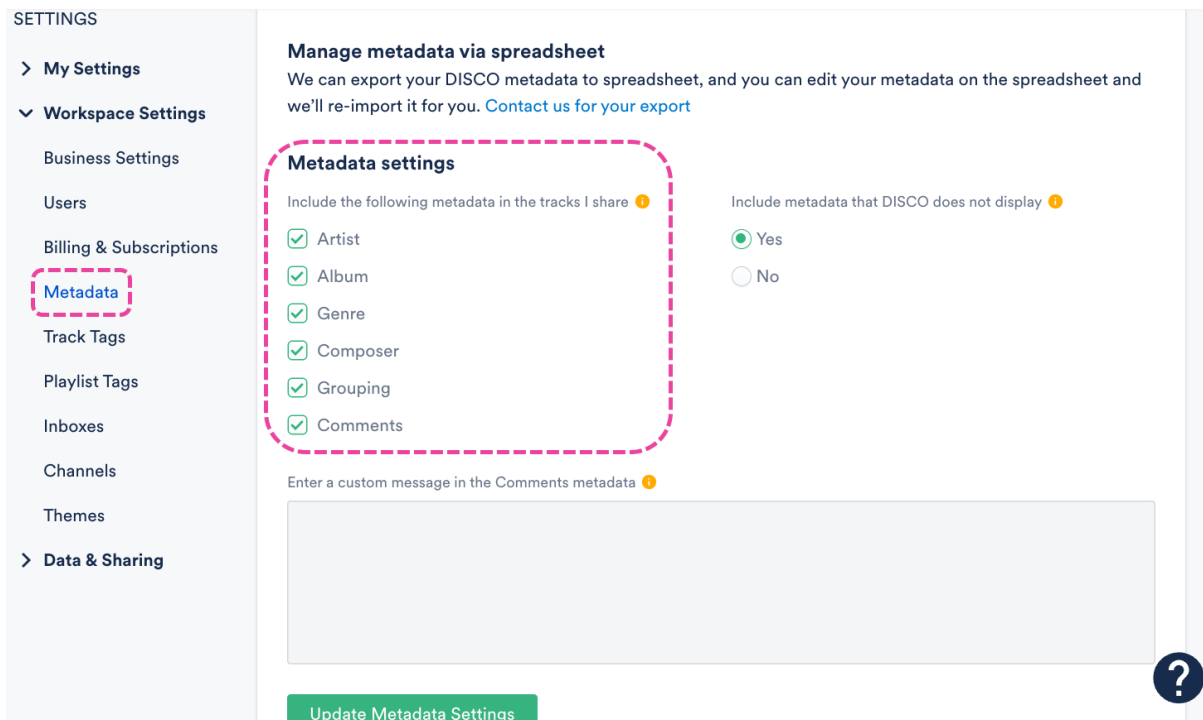 SETTINGS
My Settings
Workspace Settings
Business Settings
Users
Billing & Subscriptions
Metadata
Track Tags
Playlist Tags
Inboxes
Channels
Themes
Data & Sharing
Manage metadata via spreadsheet
We can export your DISCO metadata to spreadsheet, and you can edit your metadata on the spreadsheet and
we'll re-import it for you. Contact us for your export
Metadata settings
Include the following metadata in the tracks I share
Artist
Album
Genre
Composer
Grouping
Comments
Include metadata that DISCO does not display
Yes
No
Enter a custom message in the Comments metadata
Update Metadata Settings
?